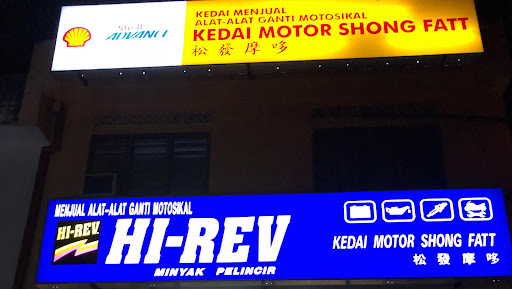 Shell
ADVANCE
KEDAI MENJUAL
ALAT-ALAT GANTI MOTOSIKAL
KEDAI MOTOR SHONG FATT
松發摩哆
MENJUAL ALAT-ALAT GANTI MOTOSIKAL
HI-REV
HI-REV
MINYAK PELINCIR
KEDAI MOTOR SHONG FATT
松發摩哆